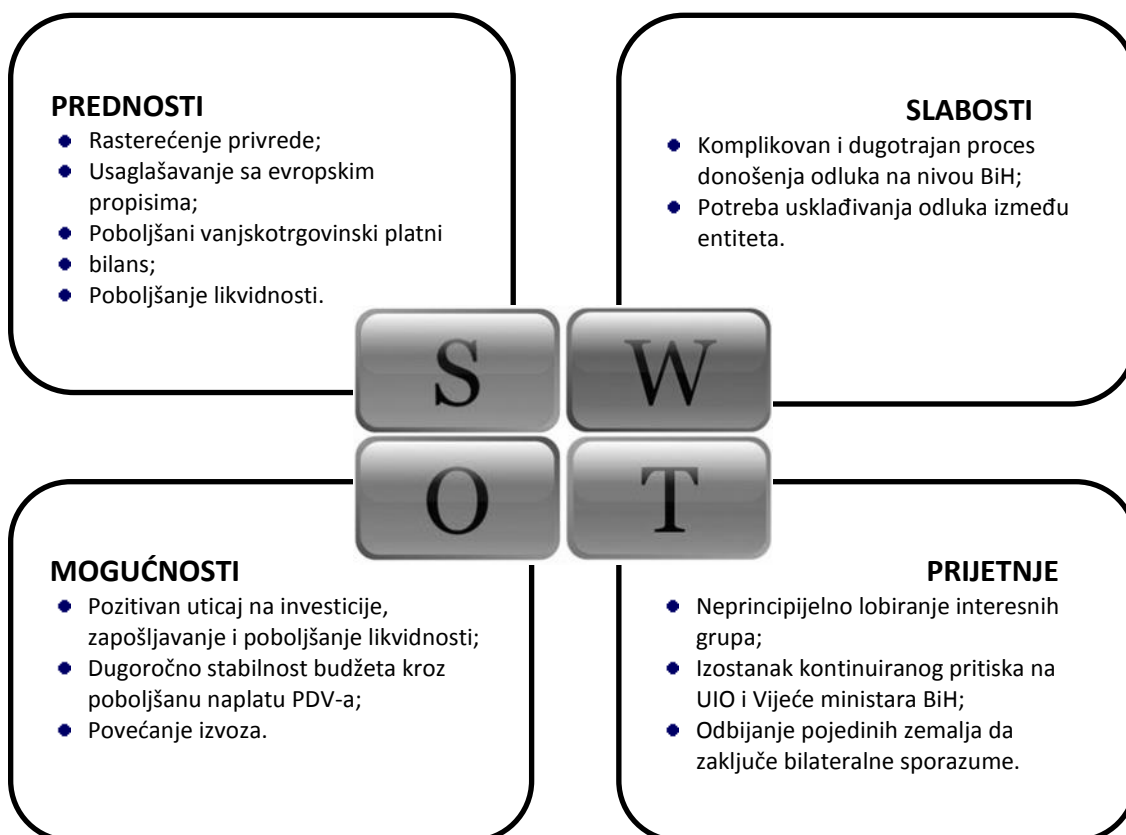 PREDNOSTI
Rasterećenje privrede;
Usaglašavanje sa evropskim
propisima;
Poboljšani vanjskotrgovinski platni
bilans;
Poboljšanje likvidnosti.
SLABOSTI
Komplikovan i dugotrajan proces
donošenja odluka na nivou BiH;
Potreba usklađivanja odluka između
entiteta.
S
W
O
T
MOGUĆNOSTI
Pozitivan uticaj na investicije,
zapošljavanje i poboljšanje likvidnosti;
Dugoročno stabilnost budžeta kroz
poboljšanu naplatu PDV-a;
Povećanje izvoza.
PRIJETNJE
Neprincipijelno lobiranje interesnih
grupa;
Izostanak kontinuiranog pritiska na
UIO i Vijeće ministara BiH;
Odbijanje pojedinih zemalja da
zaključe bilateralne sporazume.